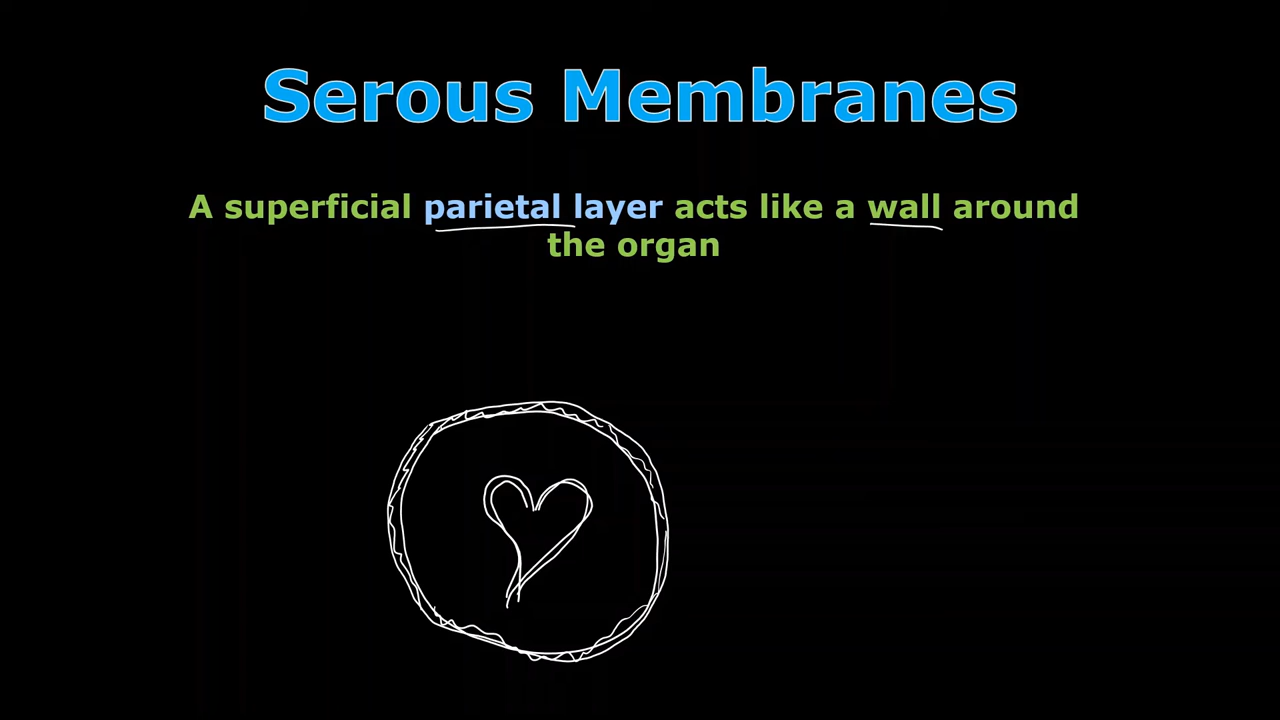 Serous Membranes
A superficial parietal layer acts like a wall around
the organ